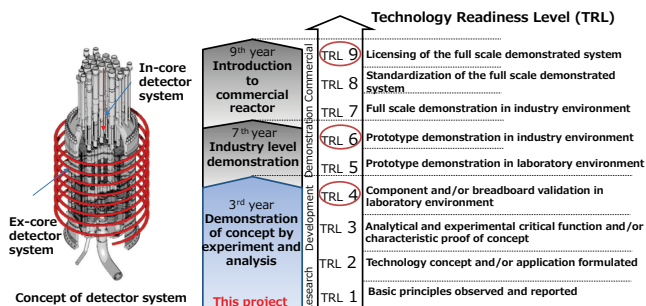 Technology Readiness Level (TRL)
In-core
detector
system
Ex-core
detector
system
Concept of detector system
9th year
Introduction
to
commercial
reactor
7th year
Industry level
demonstration
3rd year
Demonstration
of concept by
experiment and
analysis
This project
Commercial
Demonstration
Development
Research
TRL 9 Licensing of the full scale demonstrated system
TRL 8 Standardization of the full scale demonstrated
system
TRL 7 Full scale demonstration in industry environment
TRL 6 Prototype demonstration in industry environment
TRL 5 Prototype demonstration in laboratory environment
TRL 4 Component and/or breadboard validation in
laboratory environment
TRL 3 Analytical and experimental critical function and/or
characteristic proof of concept
TRL 2 Technology concept and/or application formulated
TRL 1 Basic principles observed and reported